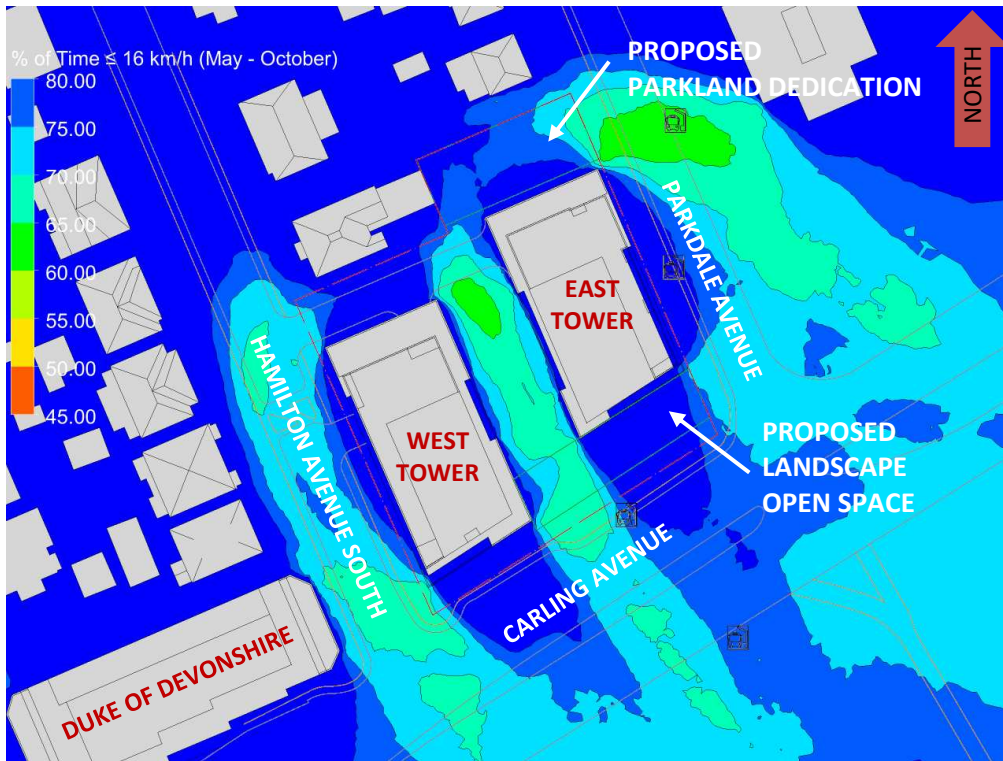 % of Time ≤ 16 km/h (May - October)
80.00
75.00
70.00
65.00
60.00
55.00
50.00
45.00
PROPOSED
PARKLAND DEDICATION
NORTH
PARKDALE AVENUE
EAST
TOWER
HAMILTON AVENUE SOUTH
WEST
TOWER
PROPOSED
LANDSCAPE
OPEN SPACE
CARLING AVENUE
DUKE OF DEVONSHIRE